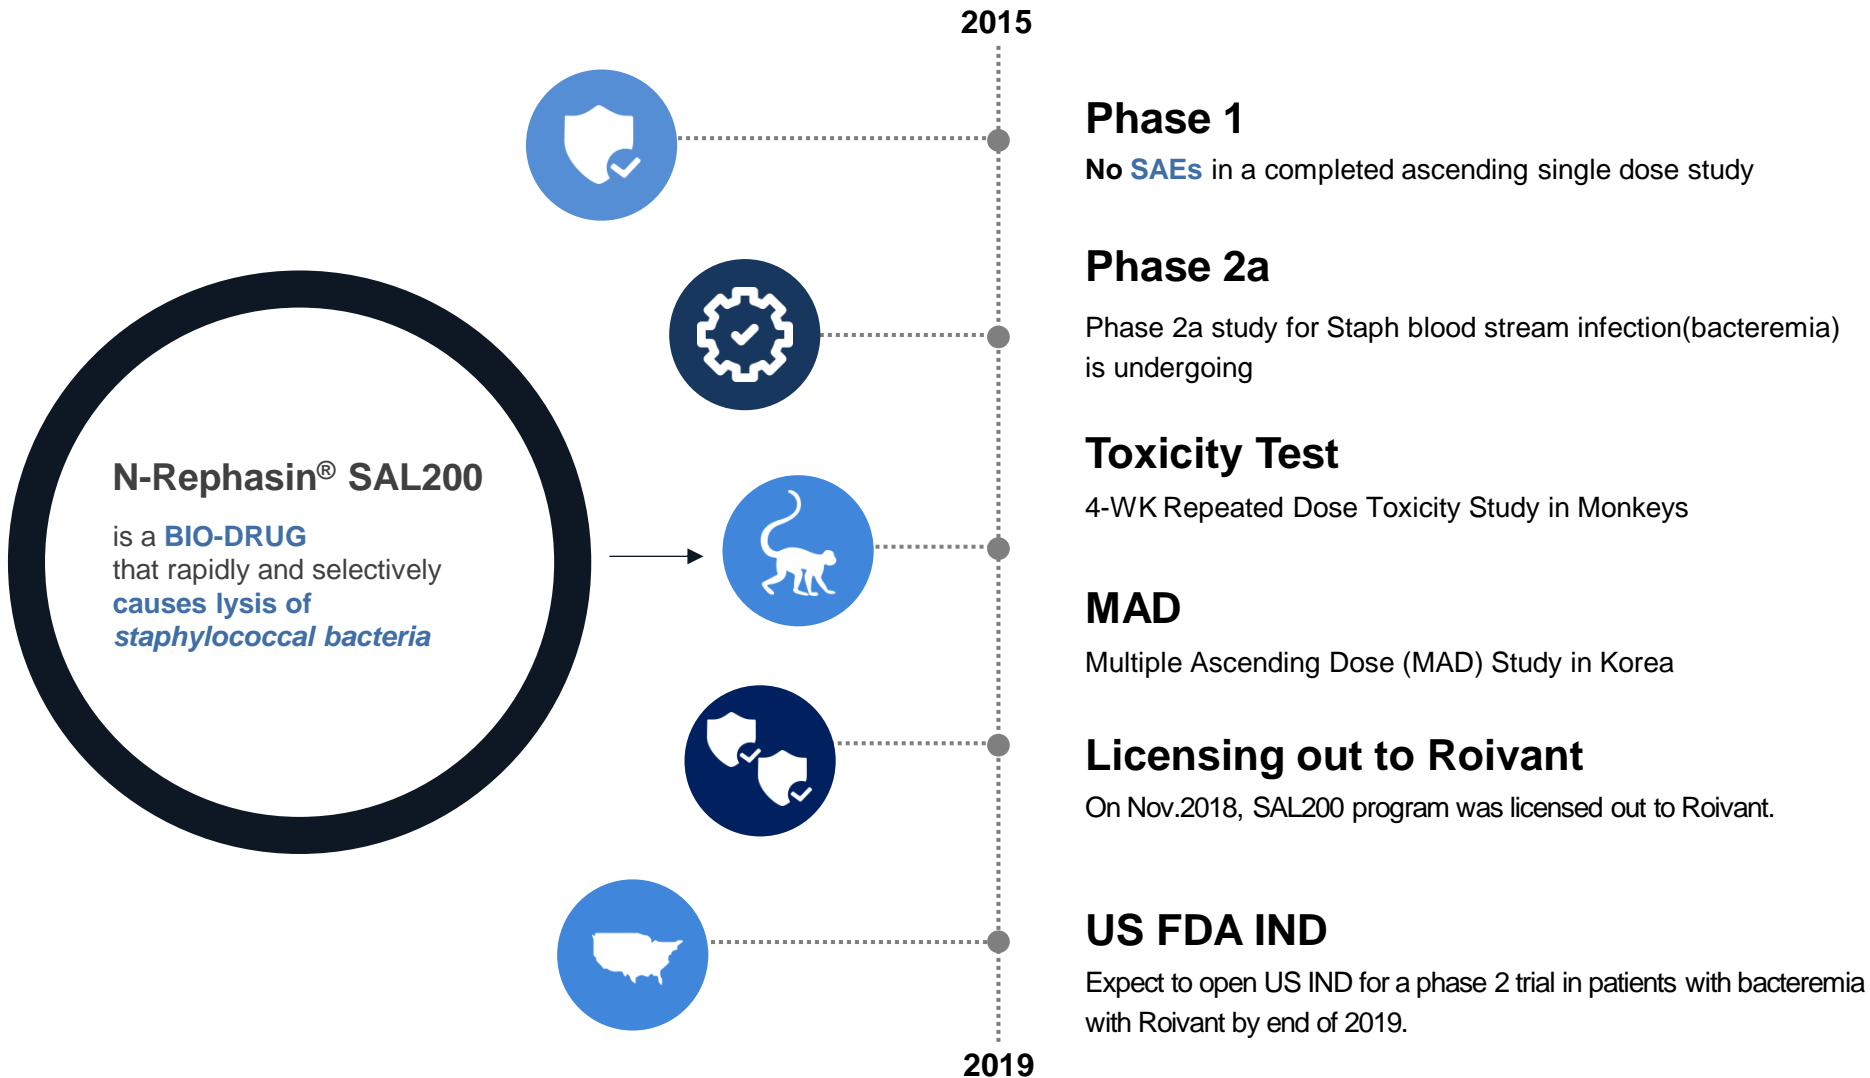 2015
Phase 1
No SAEs in a completed ascending single dose study
Phase 2a
Phase 2a study for Staph blood stream infection(bacteremia)
is undergoing
N-Rephasin® SAL200
is a BIO-DRUG
that rapidly and selectively
causes lysis of
staphylococcal bacteria
Toxicity Test
4-WK Repeated Dose Toxicity Study in Monkeys
MAD
Multiple Ascending Dose (MAD) Study in Korea
Licensing out to Roivant
On Nov.2018, SAL200 program was licensed out to Roivant.
US FDA IND
Expect to open US IND for a phase 2 trial in patients with bacteremia
with Roivant by end of 2019.
2019